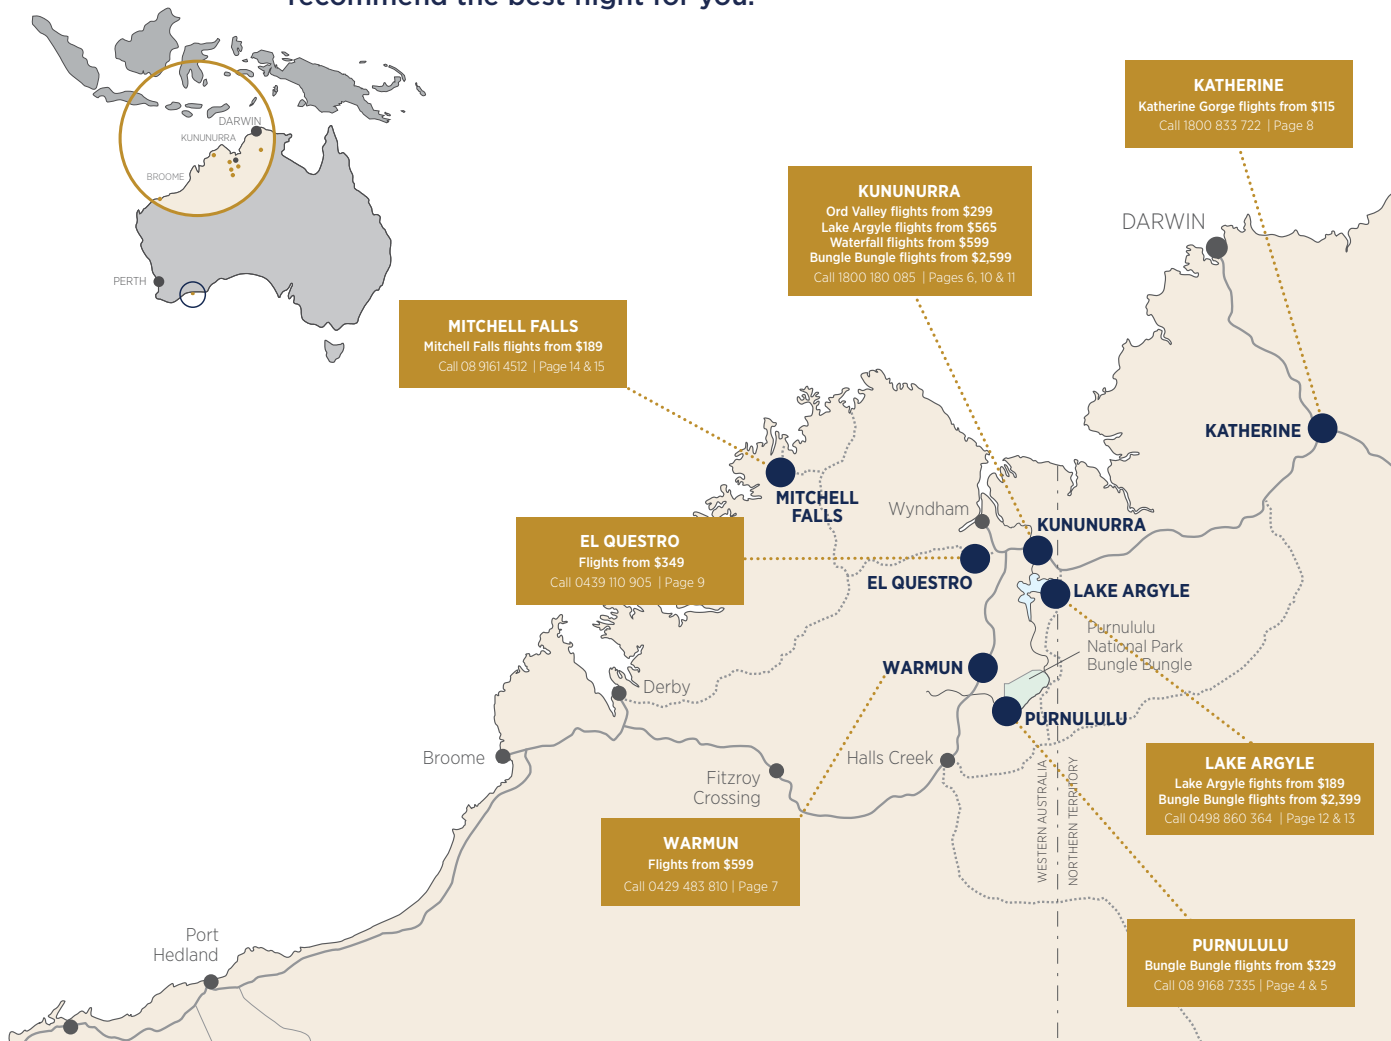 recommend the best flight for you.
DARWIN
KUNUNURRA
BROOME
PERTH
KATHERINE
Katherine Gorge flights from $115
Call 1800 833 722 | Page 8
KUNUNURRA
Ord Valley flights from $299
Lake Argyle flights from $565
Waterfall flights from $599
Bungle Bungle flights from $2,599
Call 1800 180 085 | Pages 6, 10 & 11
DARWIN
MITCHELL FALLS
Mitchell Falls flights from $189
Call 08 9161 4512 | Page 14 & 15
KATHERINE
MITCHELL
FALLS
Wyndham
KUNUNURRA
EL QUESTRO
Flights from $349
Call 0439 110 905 | Page 9
EL QUESTRO
LAKE ARGYLE
Purnululu
National Park
Bungle Bungle
WARMUN
Derby
PURNULULU
Broome
Halls Creek
Fitzroy
Crossing
WESTERN AUSTRALIA
NORTHERN TERRITORY
LAKE ARGYLE
Lake Argyle flights from $189
Bungle Bungle flights from $2,399
Call 0498 860 364 | Page 12 & 13
WARMUN
Flights from $599
Call 0429 483 810 | Page 7
Port
Hedland
PURNULULU
Bungle Bungle flights from $329
Call 08 9168 7335 | Page 4 & 5